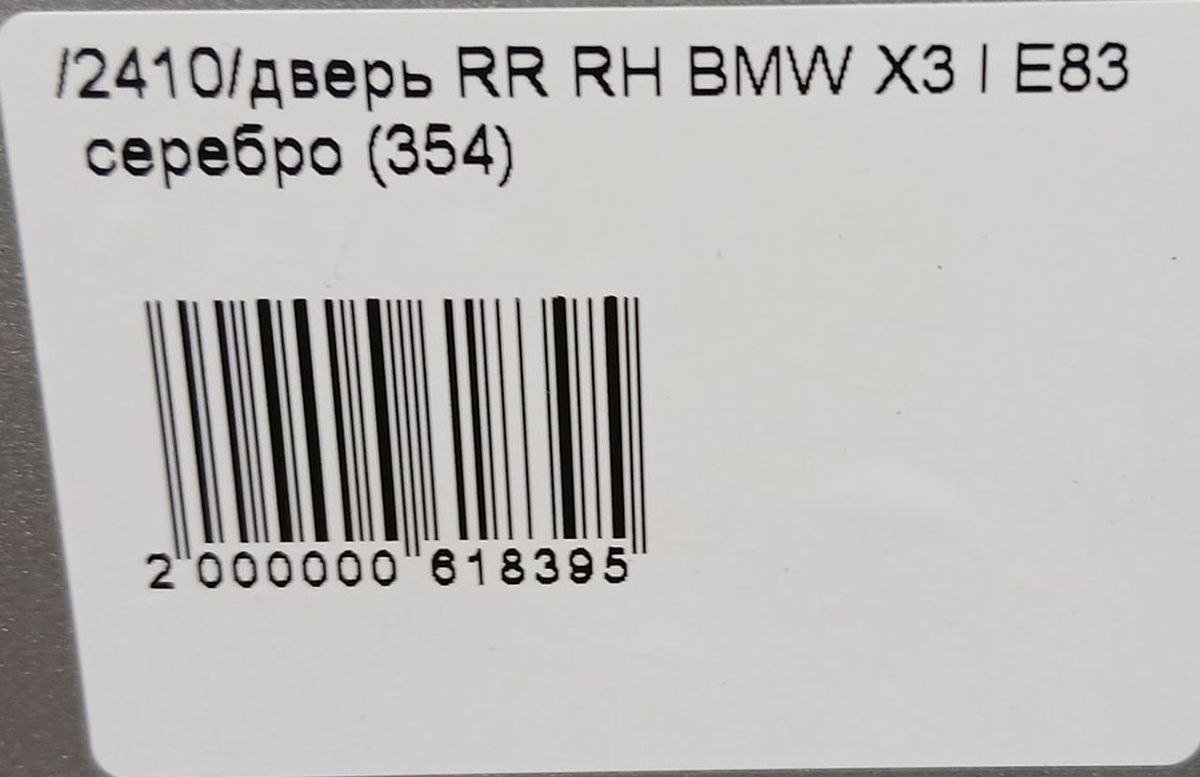 /2410/дверь RR RH BMW X3 I E83
серебро (354)
2 000000 618395